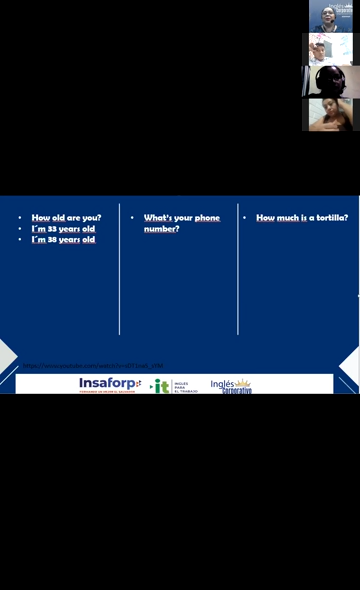 How old are you?
I´m 33 years old
I´m 38 years old
What's your phone
number?
How much is a tortilla?
Insaforp
it
INGLÉS
PARA
EL TRABAJO
Inglés
Corporativo